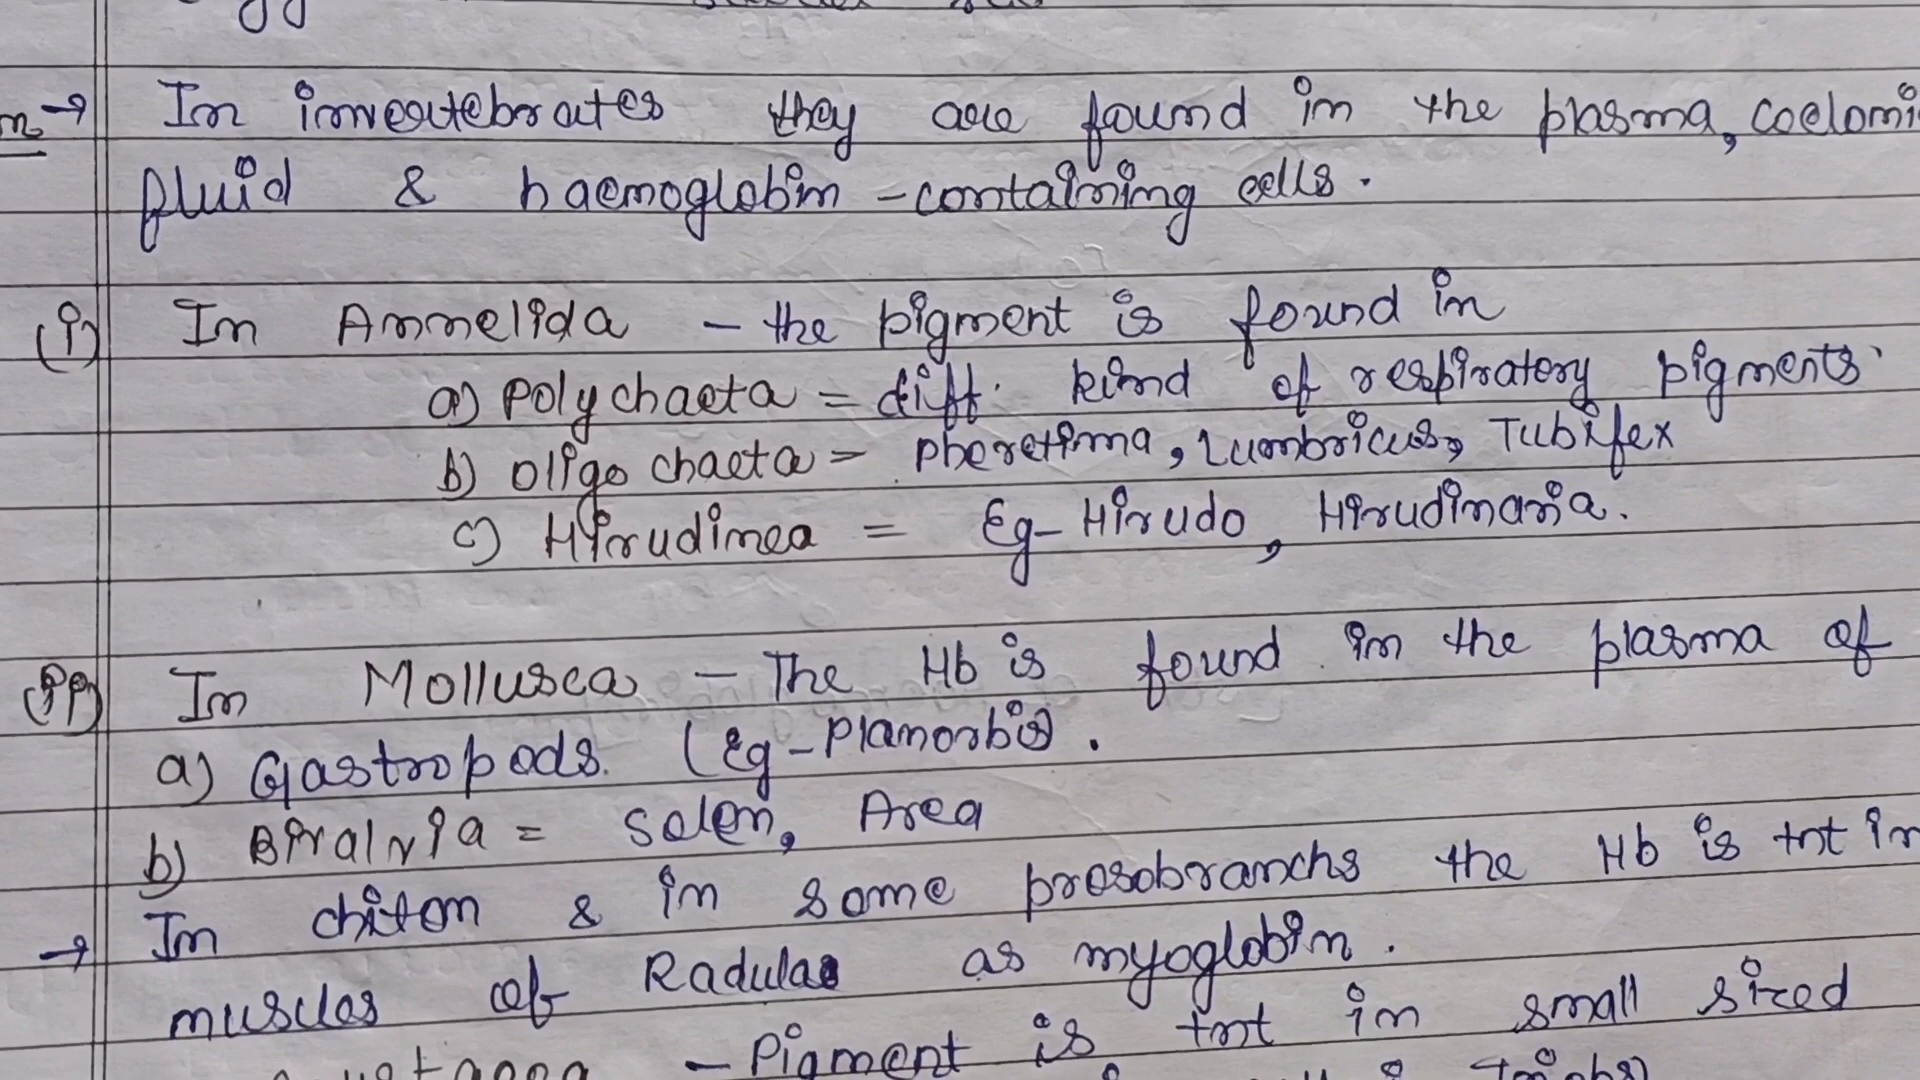 n → In invertebrates they are found in the plasma, coelomi
fluid & haemoglobin - containing cells.
(i) In Annelida - the pigment is found in
a) Polychaeta = diff. kind of respiratory pigments.
b) Oligochaeta = Pheretima, Lumbricus, Tubifex
c) Hirudinea = Eg- Hirudo, Hirudinaria.
(ii) In Mollusca - The Hb is found in the plasma of
a) Gastropods. (Eg - Planorbis).
b) Bivalvia = Solen, Area
→ In chiton & in some prosobranchs the Hb is tnt in
muscles of Radula as myoglobin.
- Pigment is tnt in small sized